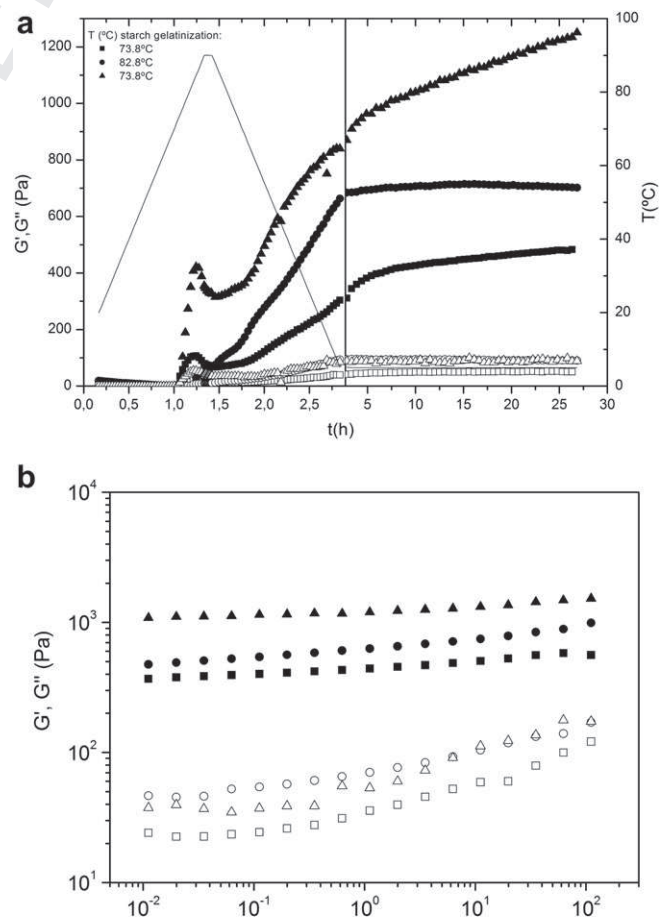 a
T (ºC) starch gelatinization:
73.8ºC
82.8ºC
73.8ºC
G',G'' (Pa)
1200
1000
800
600
400
200
0
100
80
60
40
20
0
T(ºC)
0,0 0,5 1,0 1,5 2,0 2,5 5 10 15 20 25 30
t(h)
b
G', G'' (Pa)
10⁴
10³
10²
10¹
10⁻² 10⁻¹ 10⁰ 10¹ 10²